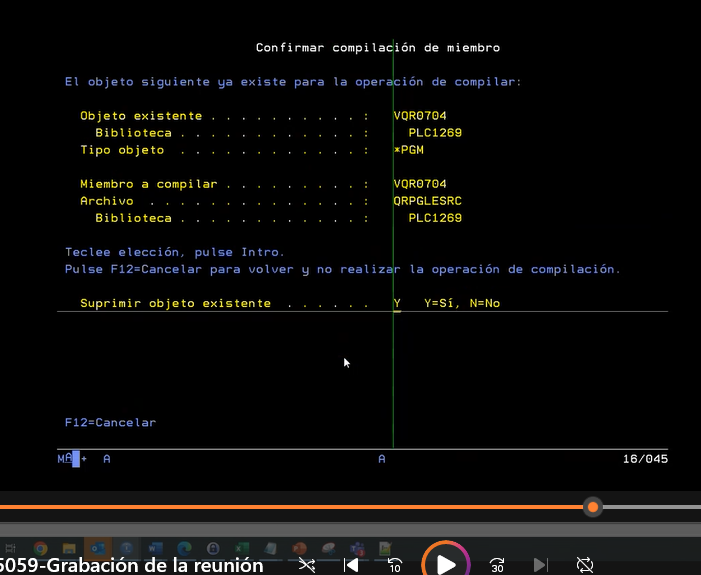 Confirmar compilación de miembro
El objeto siguiente ya existe para la operación de compilar:
Objeto existente . . . . . . . . . . . :   VQR0704
Biblioteca . . . . . . . . . . . . . :   PLC1269
Tipo objeto  . . . . . . . . . . . . . :   *PGM
Miembro a compilar . . . . . . . . . . :   VQR0704
Archivo  . . . . . . . . . . . . . . . :   QRPGLESRC
Biblioteca . . . . . . . . . . . . . :   PLC1269
Teclee elección, pulse Intro.
Pulse F12=Cancelar para volver y no realizar la operación de compilación.
Suprimir objeto existente  . . . . . .   Y   Y=Sí, N=No
F12=Cancelar
MA + A A 16/045
5059-Grabación de la reunión 10 30